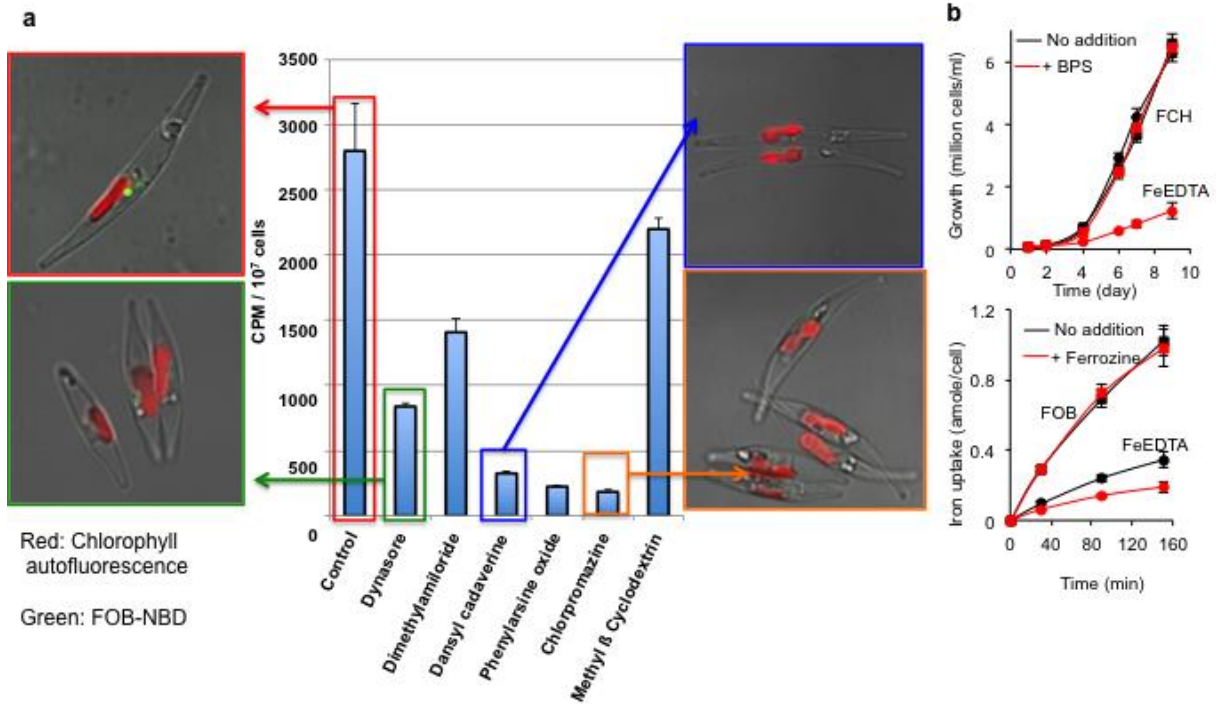 a
3500
3000
2500
2000
1500
1000
500
0
CPM / 10⁷ cells
Control
Dynasore
Dimethylamiloride
Dansyl cadaverine
Phenylarsine oxide
Chlorpromazine
Methyl ß Cyclodextrin
Red: Chlorophyll
autofluorescence
Green: FOB-NBD
b
No addition
+ BPS
FCH
FeEDTA
Growth (million cells/ml)
6
4
2
0
0 2 4 6 8 10
Time (day)
No addition
+ Ferrozine
FOB
FeEDTA
Iron uptake (amole/cell)
1.2
0.8
0.4
0
0 40 80 120 160
Time (min)